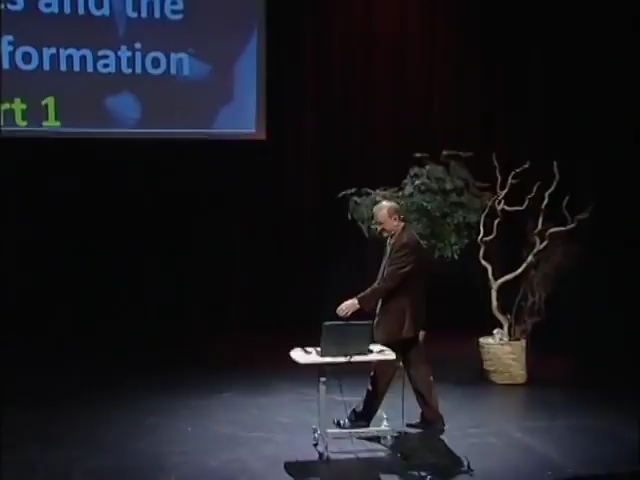 s and the
formation
rt 1